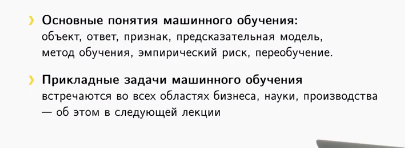 › Основные понятия машинного обучения:
объект, ответ, признак, предсказательная модель,
метод обучения, эмпирический риск, переобучение.
› Прикладные задачи машинного обучения
встречаются во всех областях бизнеса, науки, производства
— об этом в следующей лекции